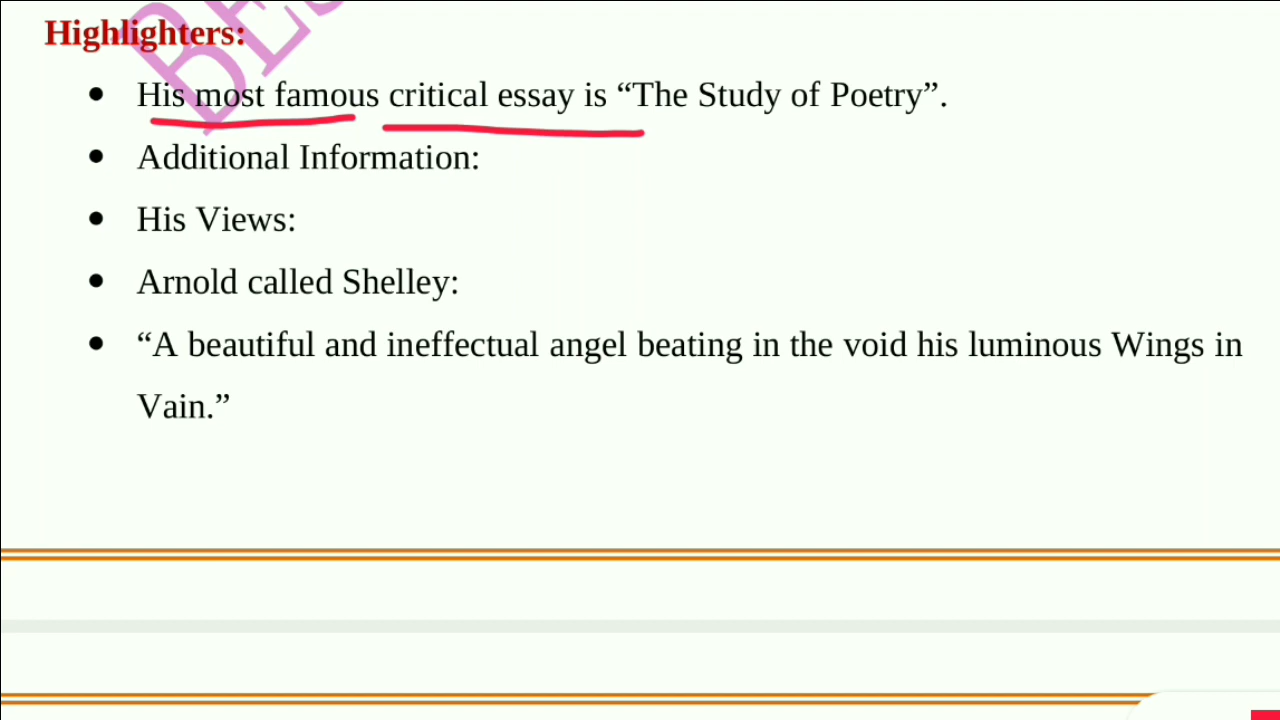 Highlighters:
• His most famous critical essay is “The Study of Poetry”.
• Additional Information:
• His Views:
• Arnold called Shelley:
• “A beautiful and ineffectual angel beating in the void his luminous Wings in
Vain.”